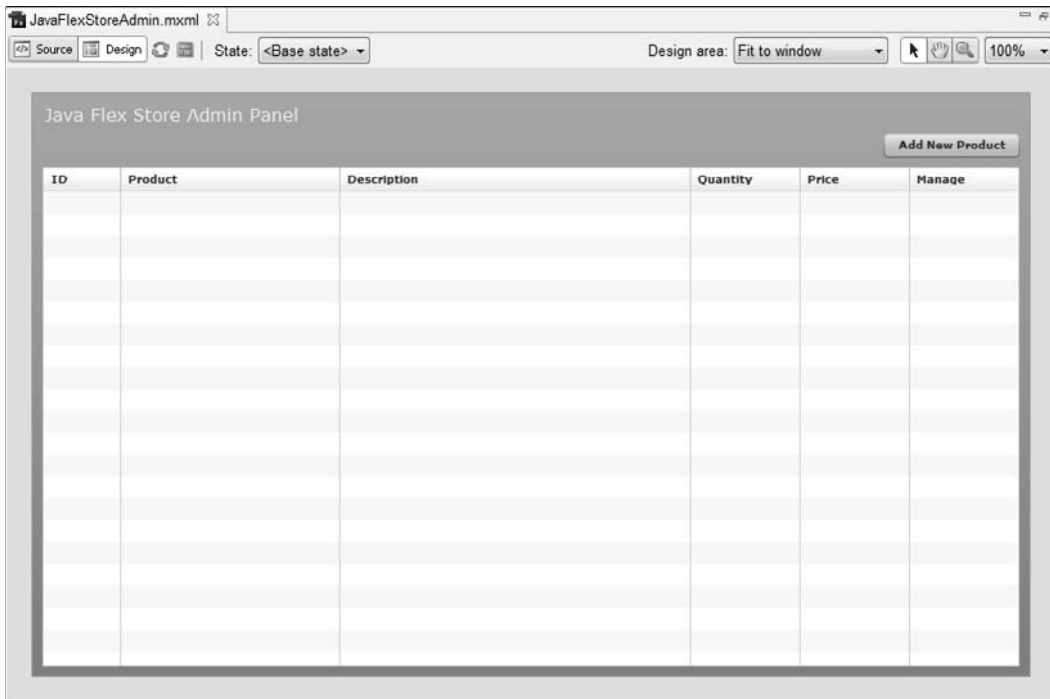 JavaFlexStoreAdmin.mxml
Source Design State: <Base state> Design area: Fit to window 100%
Java Flex Store Admin Panel
Add New Product
ID Product Description Quantity Price Manage